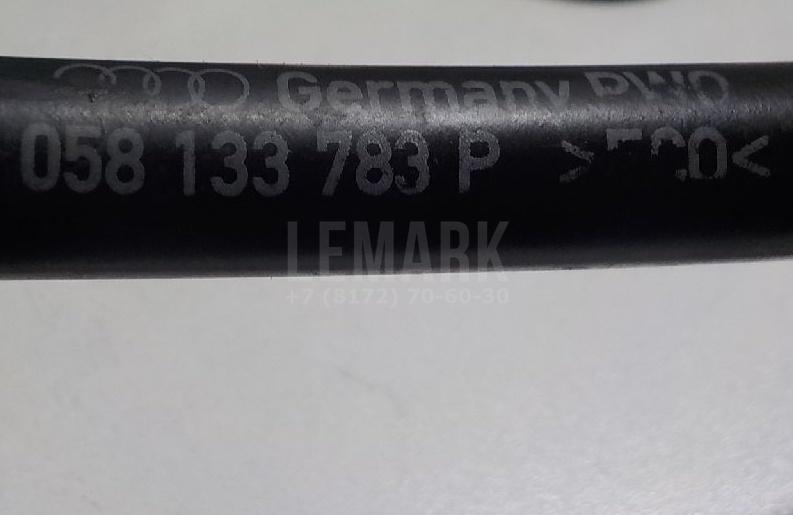 Germany PWO
058 133 783 P
LEMARK
+7 (8172) 70-60-30